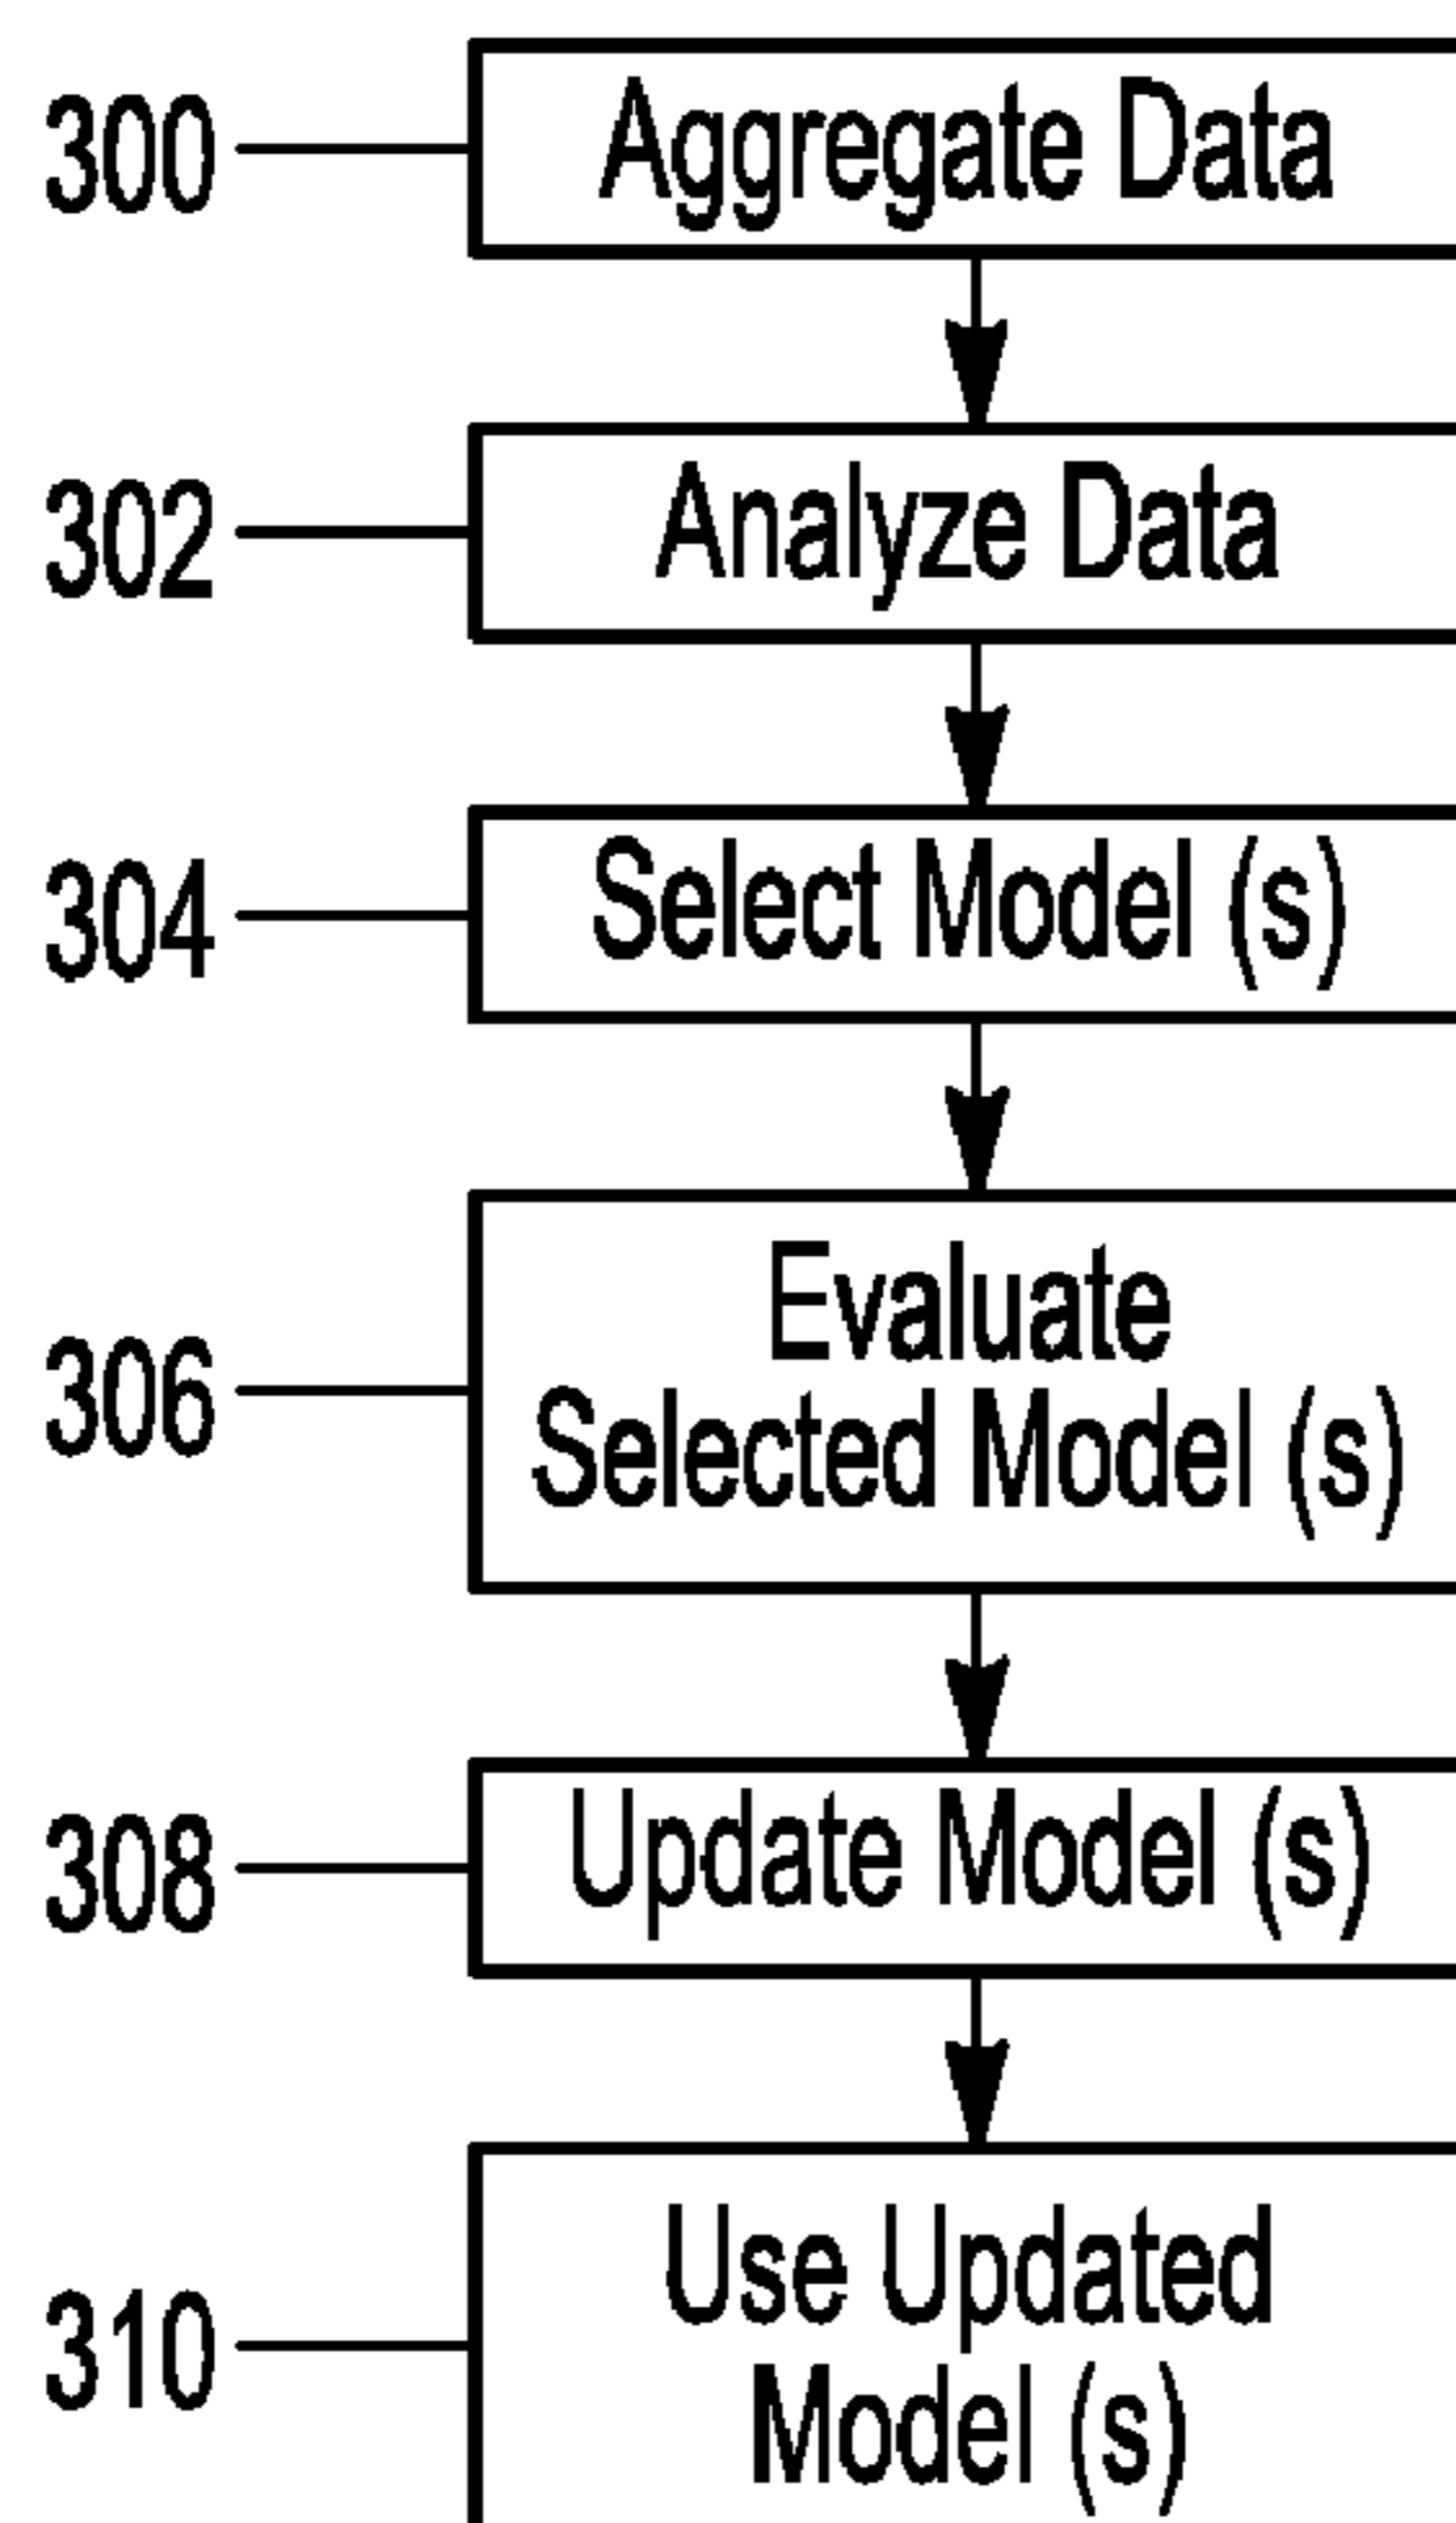 300 Aggregate Data
302 Analyze Data
304 Select Model (s)
Evaluate
306
Selected Model (s)
308 Update Model (s)
Use Updated
310
Model (s)